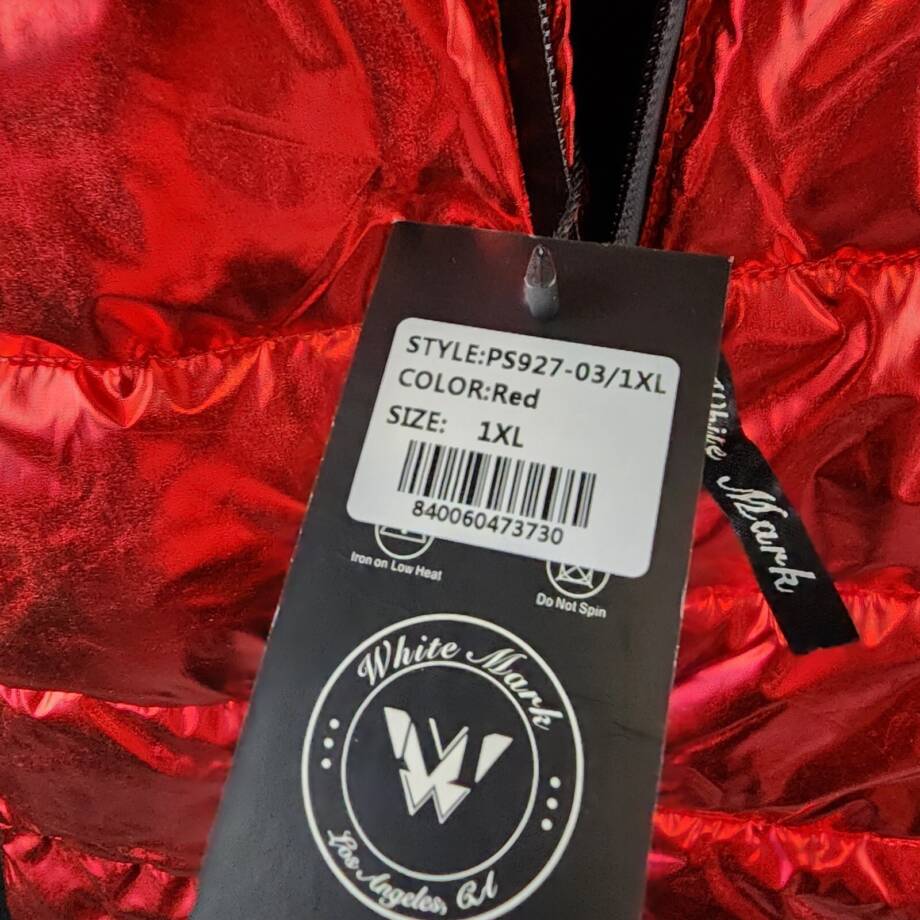 STYLE:PS927-03/1XL
COLOR:Red
SIZE: 1XL
840060473730
Iron on Low Heat
Do Not Spin
White Mark
W
Los Angeles, CA
White Mark